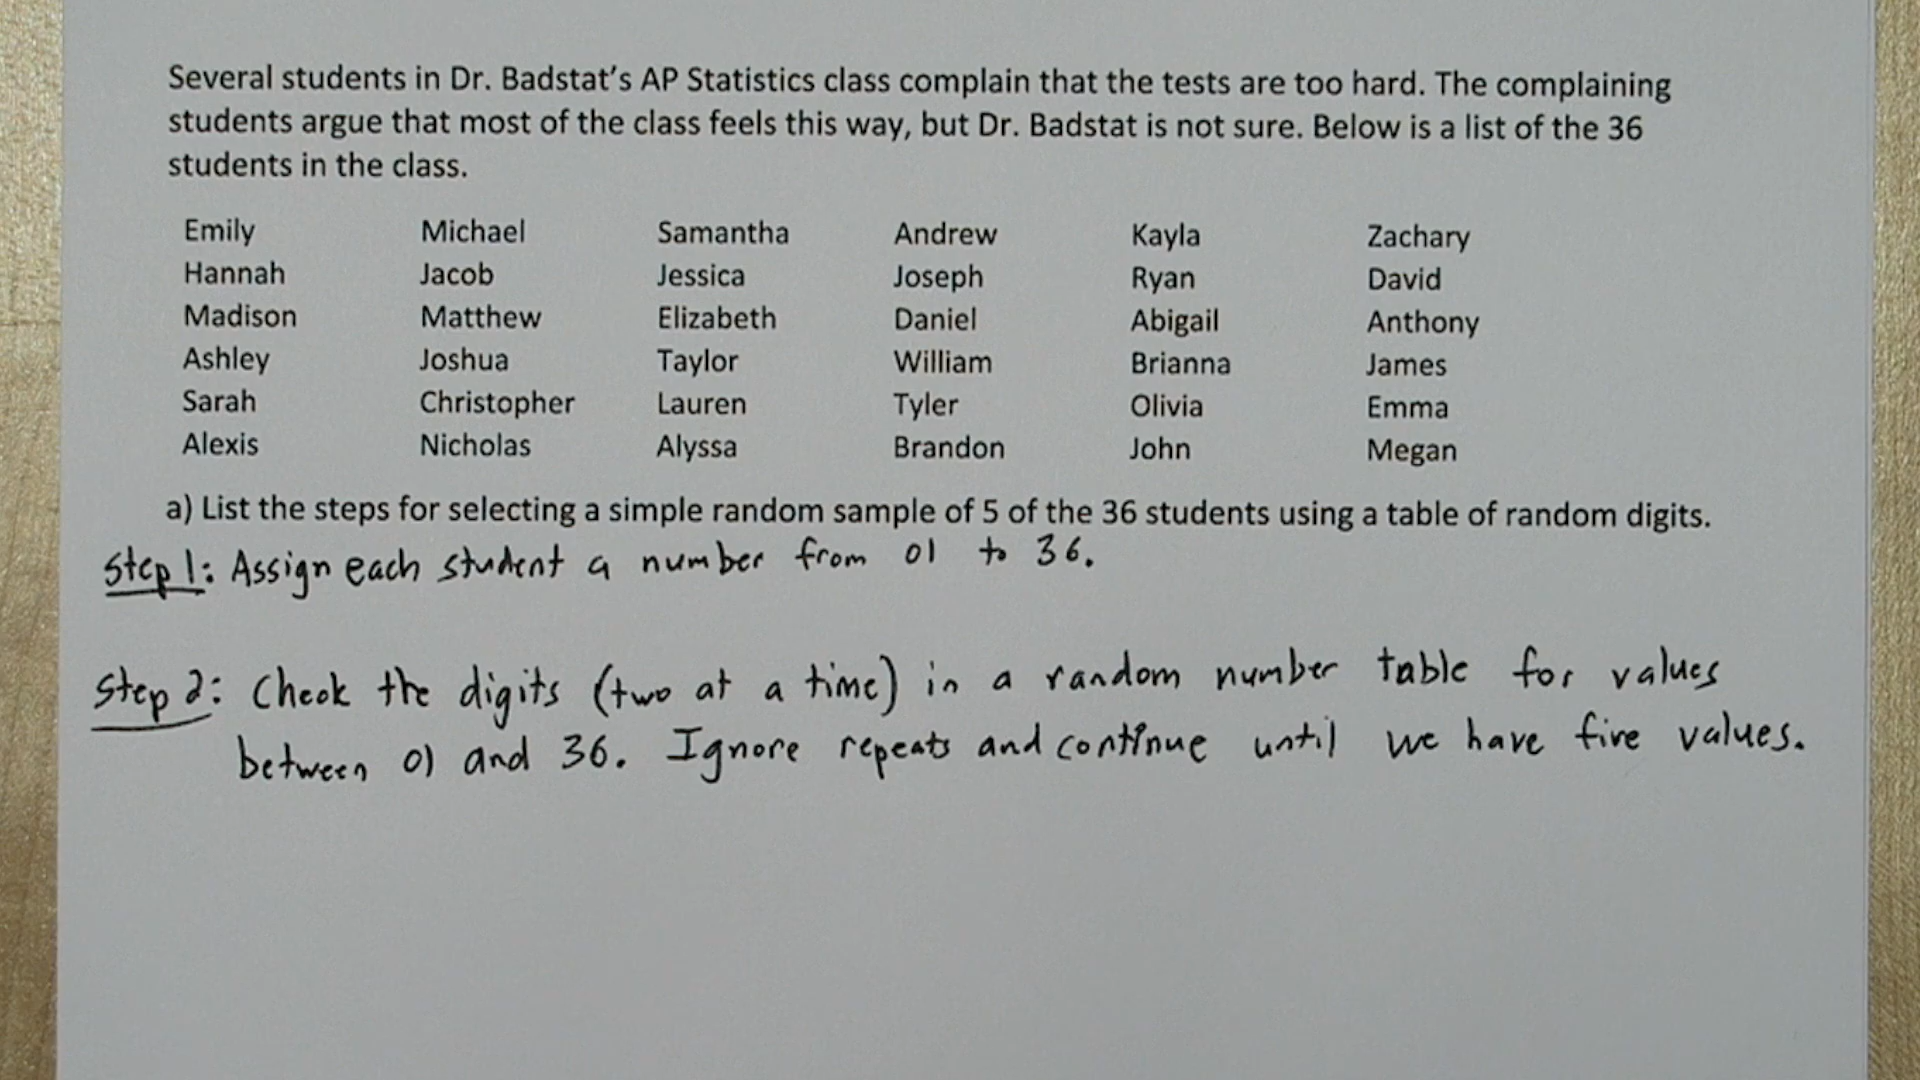 Several students in Dr. Badstat's AP Statistics class complain that the tests are too hard. The complaining
students argue that most of the class feels this way, but Dr. Badstat is not sure. Below is a list of the 36
students in the class.
Emily Michael Samantha Andrew Kayla Zachary
Hannah Jacob Jessica Joseph Ryan David
Madison Matthew Elizabeth Daniel Abigail Anthony
Ashley Joshua Taylor William Brianna James
Sarah Christopher Lauren Tyler Olivia Emma
Alexis Nicholas Alyssa Brandon John Megan
a) List the steps for selecting a simple random sample of 5 of the 36 students using a table of random digits.
Step 1: Assign each student a number from 01 to 36.
Step 2: Check the digits (two at a time) in a random number table for values
between 01 and 36. Ignore repeats and continue until we have five values.